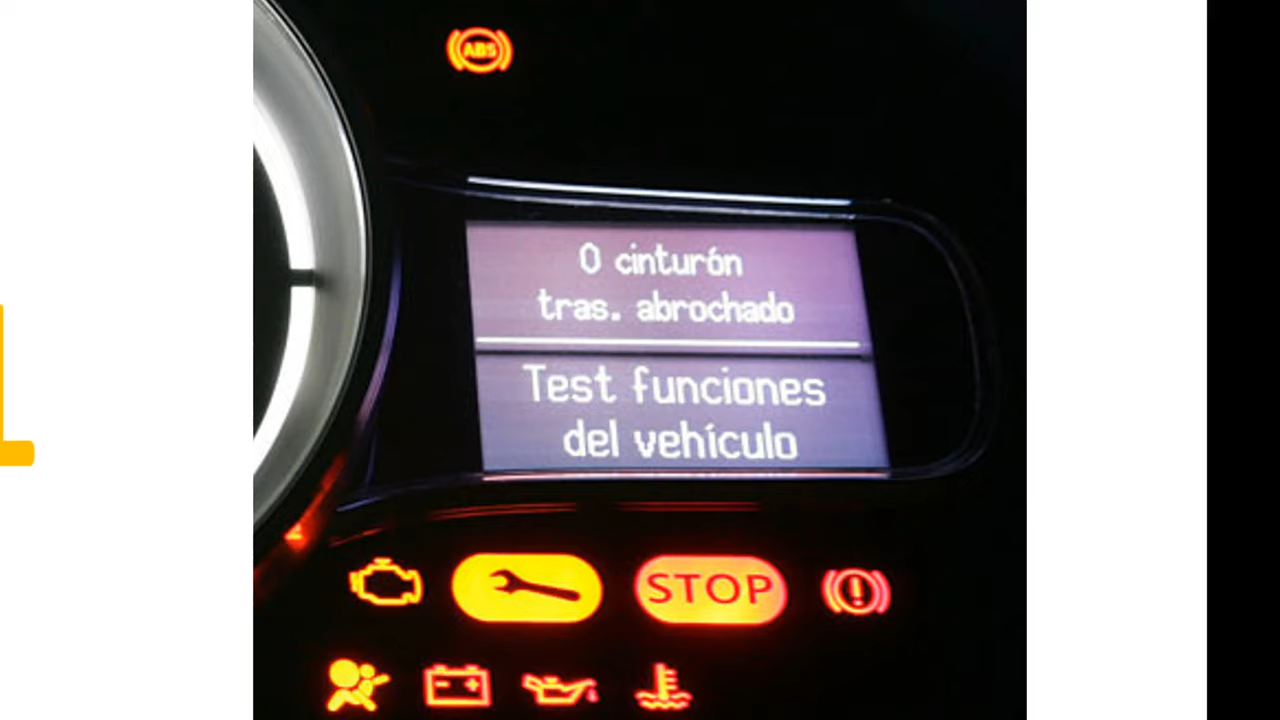 ABS
0 cinturón
tras. abrochado
Test funciones
del vehículo
STOP